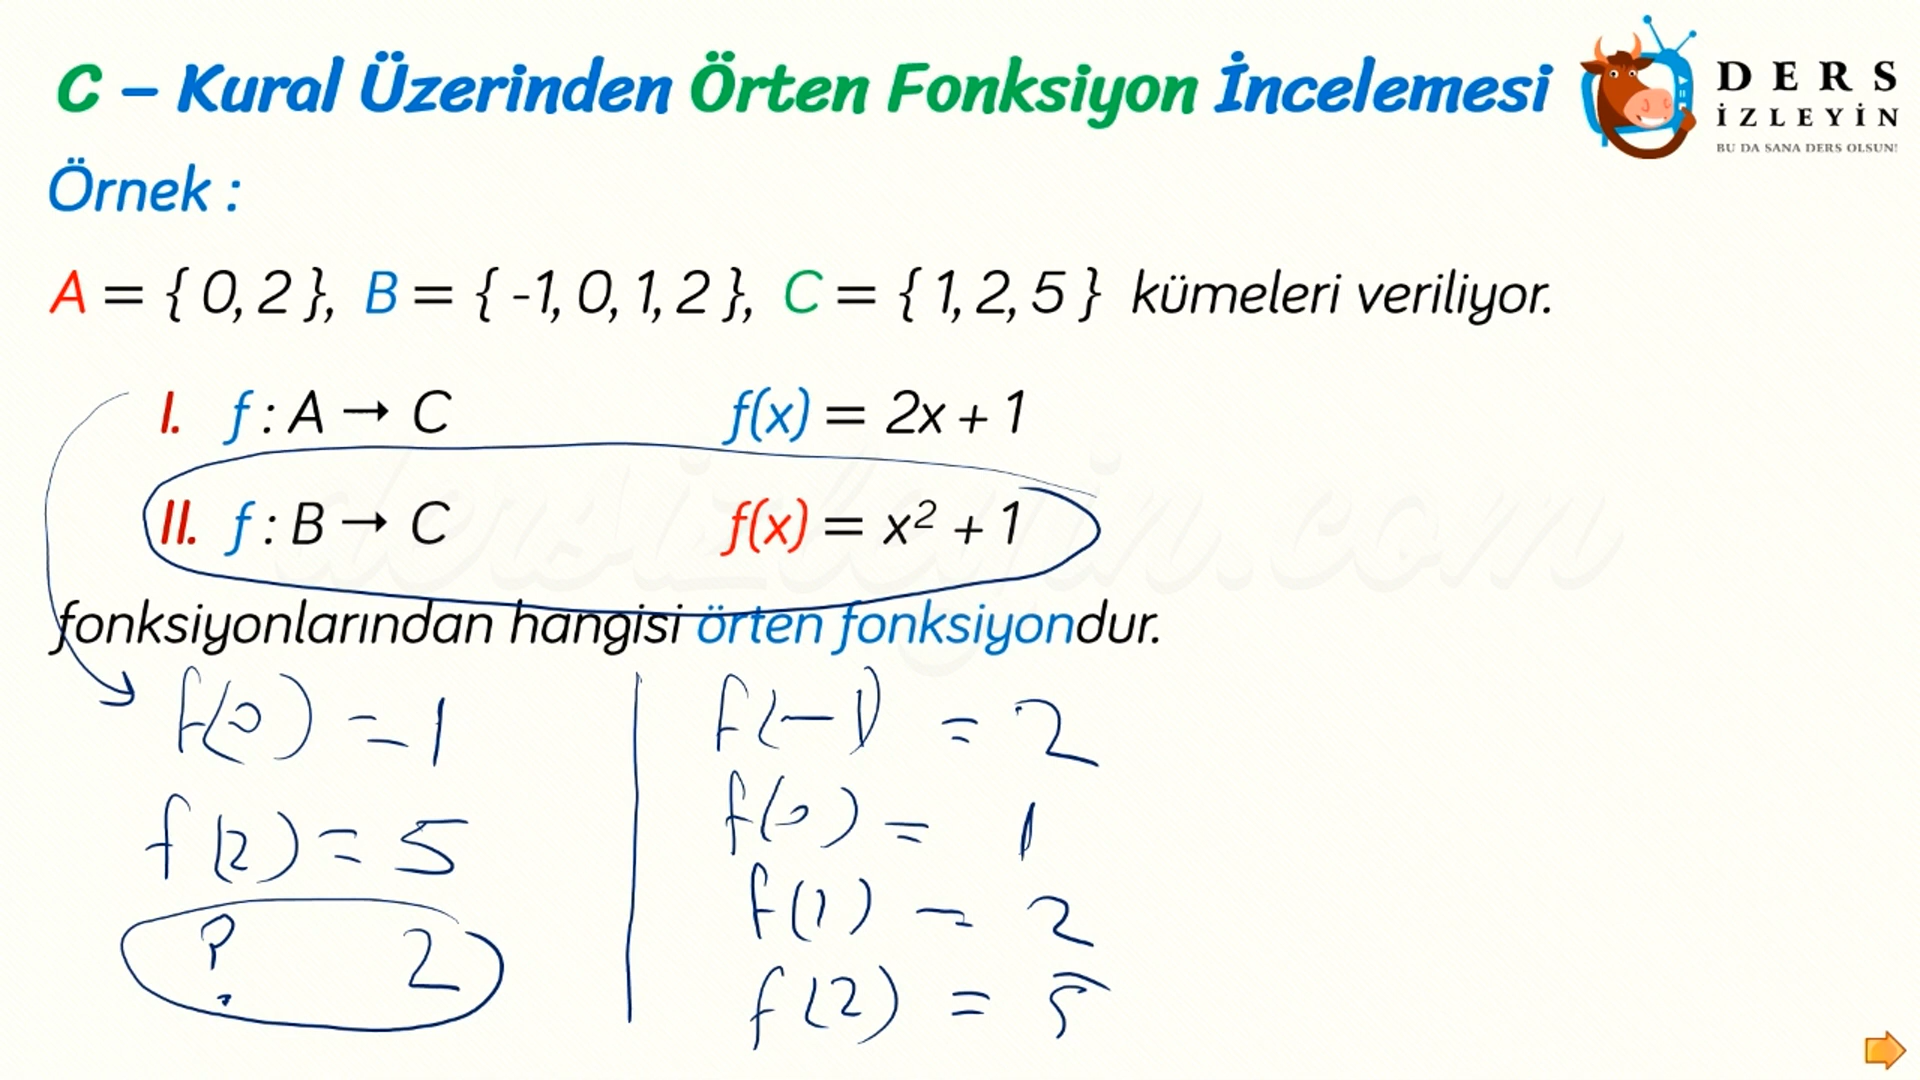 C – Kural Üzerinden Örten Fonksiyon İncelemesi
DERS
İZLEYİN
BU DA SANA DERS OLSUN!
Örnek :
A = { 0, 2 }, B = { -1, 0, 1, 2 }, C = { 1, 2, 5 } kümeleri veriliyor.
I. f : A → C f(x) = 2x + 1
II. f : B → C f(x) = x² + 1
dersizleyin.com
fonksiyonlarından hangisi örten fonksiyondur.
f(0) = 1
f(2) = 5
? 2
f(-1) = 2
f(0) = 1
f(1) = 2
f(2) = 5